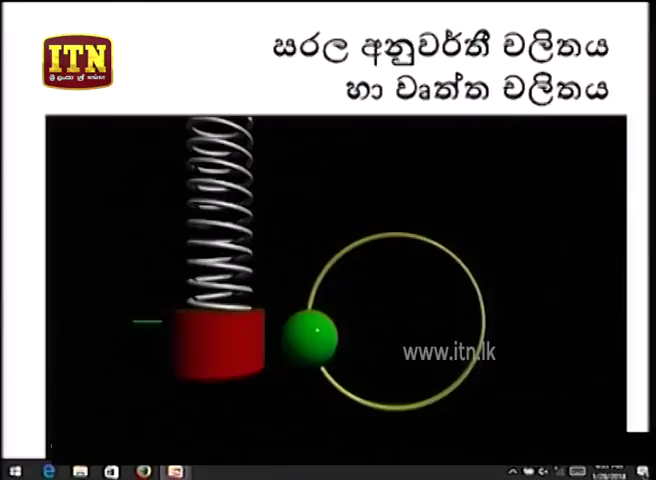 සරල අනුවර්තී චලිතය
හා වෘත්ත චලිතය
ITN
ශ්‍රී ලංකා
www.itn.lk